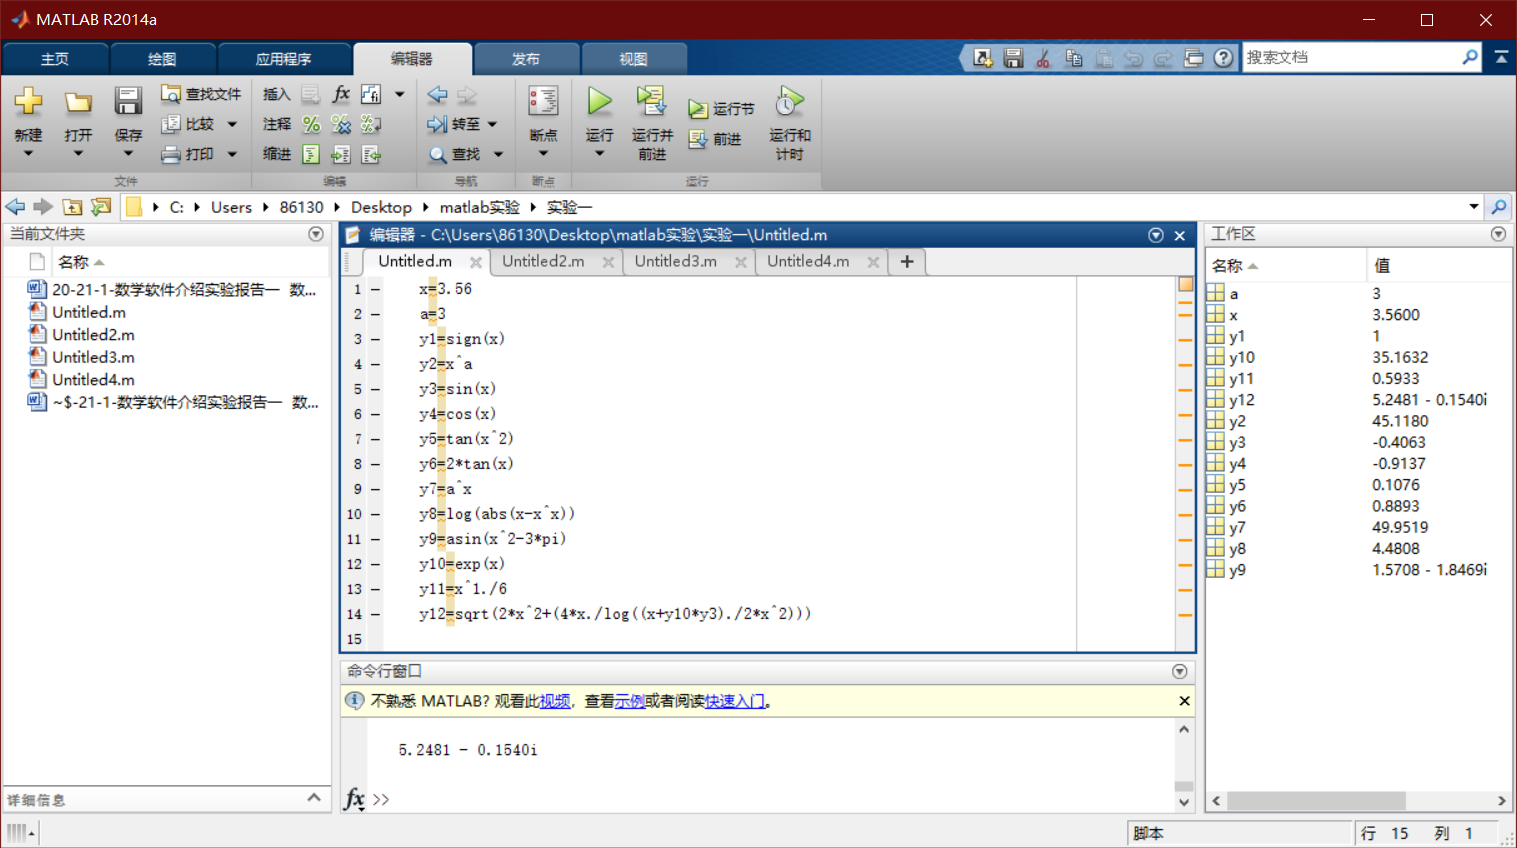 MATLAB R2014a
主页 绘图 应用程序 编辑器 发布 视图 搜索文档
新建 打开 保存 查找文件 比较 打印 文件
插入 fx 注释 缩进 编辑
转至 查找 导航
断点 断点
运行 运行并前进 运行节 前进 运行和计时 运行
C: Users 86130 Desktop matlab实验 实验一
当前文件夹
名称
20-21-1-数学软件介绍实验报告一 数...
Untitled.m
Untitled2.m
Untitled3.m
Untitled4.m
~$-21-1-数学软件介绍实验报告一 数...
详细信息
编辑器 - C:\Users\86130\Desktop\matlab实验\实验一\Untitled.m
Untitled.m Untitled2.m Untitled3.m Untitled4.m +
1 – x=3.56
2 – a=3
3 – y1=sign(x)
4 – y2=x^a
5 – y3=sin(x)
6 – y4=cos(x)
7 – y5=tan(x^2)
8 – y6=2*tan(x)
9 – y7=a^x
10 – y8=log(abs(x-x^x))
11 – y9=asin(x^2-3*pi)
12 – y10=exp(x)
13 – y11=x^1./6
14 – y12=sqrt(2*x^2+(4*x./log((x+y10*y3)./2*x^2)))
15
命令行窗口
不熟悉 MATLAB? 观看此视频，查看示例或者阅读快速入门。
5.2481 - 0.1540i
fx >>
工作区
名称 值
a 3
x 3.5600
y1 1
y10 35.1632
y11 0.5933
y12 5.2481 - 0.1540i
y2 45.1180
y3 -0.4063
y4 -0.9137
y5 0.1076
y6 0.8893
y7 49.9519
y8 4.4808
y9 1.5708 - 1.8469i
脚本 行 15 列 1